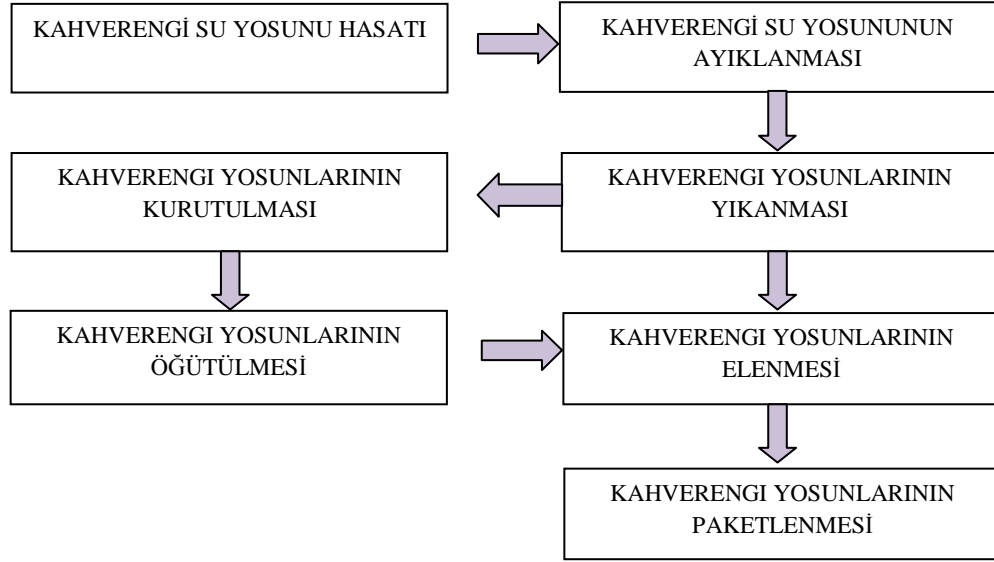 KAHVERENGİ SU YOSUNU HASATI
KAHVERENGİ SU YOSUNUNUN
AYIKLANMASI
KAHVERENGI YOSUNLARININ
KURUTULMASI
KAHVERENGI YOSUNLARININ
YIKANMASI
KAHVERENGI YOSUNLARININ
ÖĞÜTÜLMESİ
KAHVERENGI YOSUNLARININ
ELENMESİ
KAHVERENGI YOSUNLARININ
PAKETLENMESİ